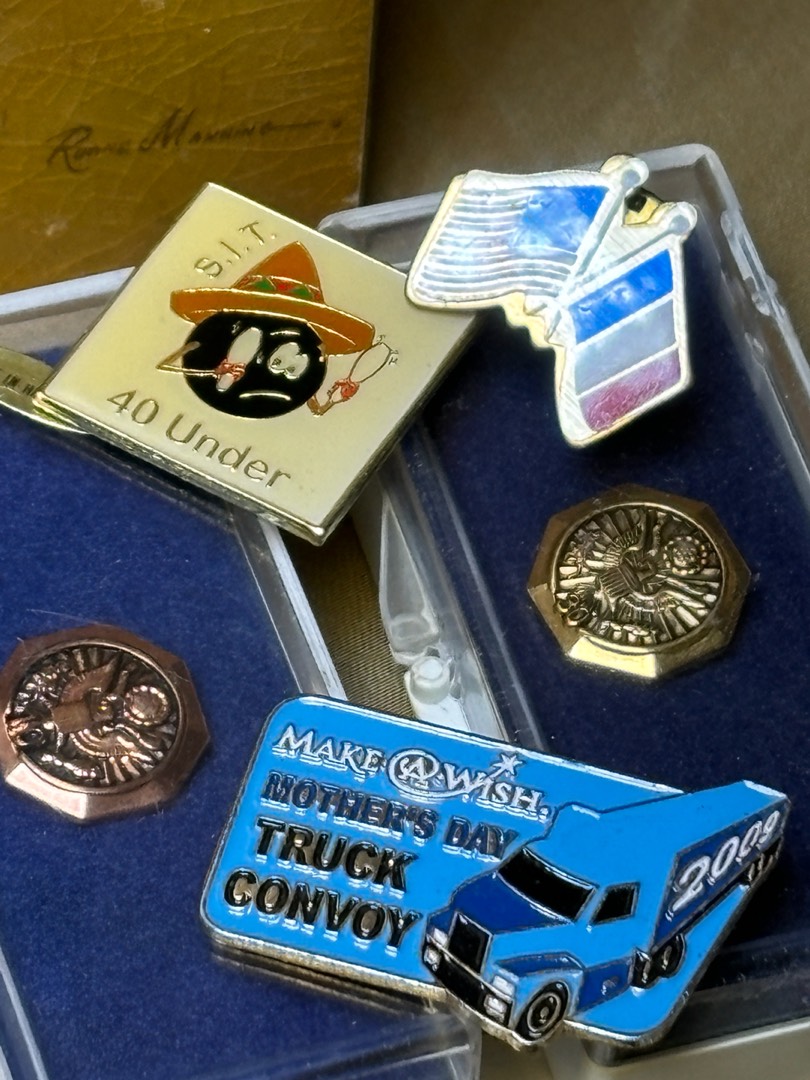 S.I.T.
40 Under
MAKE-A-WISH.
MOTHER'S DAY
TRUCK
CONVOY
2009